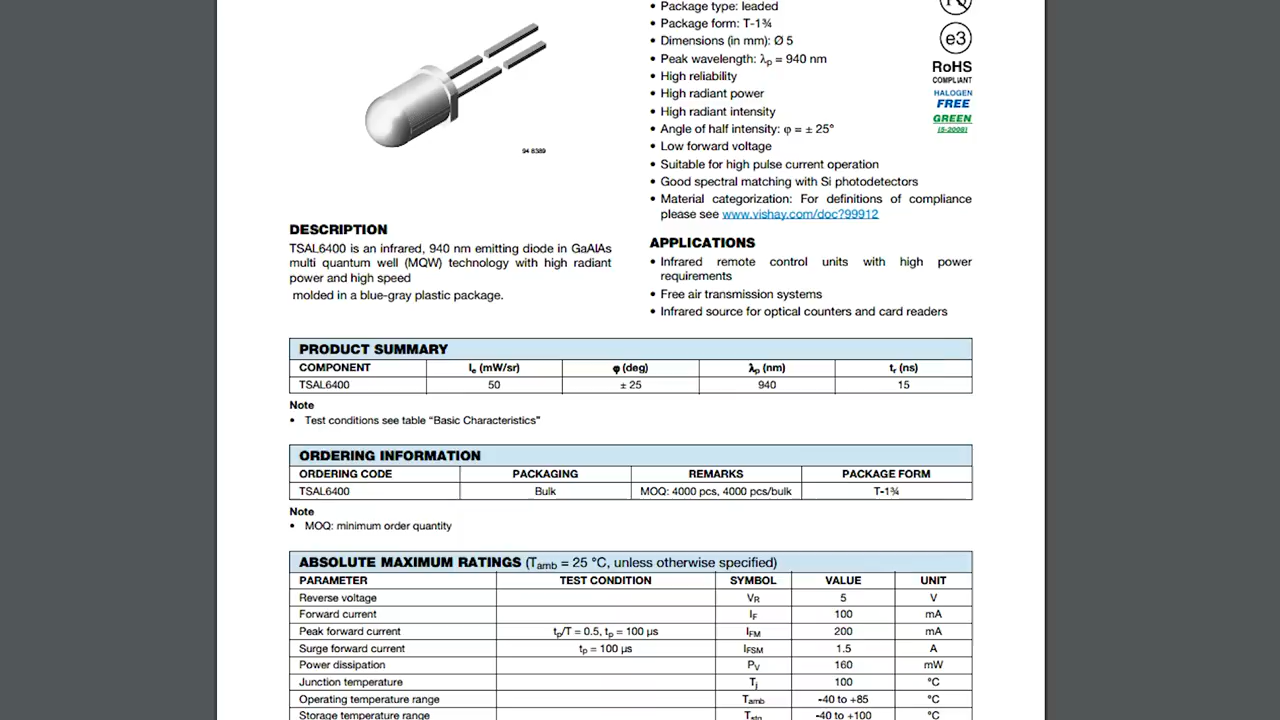 • Package type: leaded
• Package form: T-1¾
• Dimensions (in mm): Ø 5
• Peak wavelength: λp = 940 nm
• High reliability
• High radiant power
• High radiant intensity
• Angle of half intensity: φ = ± 25°
• Low forward voltage
• Suitable for high pulse current operation
• Good spectral matching with Si photodetectors
• Material categorization: For definitions of compliance
please see www.vishay.com/doc?99912
e3
RoHS
COMPLIANT
HALOGEN
FREE
GREEN
(5-2008)
94 8389
DESCRIPTION
TSAL6400 is an infrared, 940 nm emitting diode in GaAlAs
multi quantum well (MQW) technology with high radiant
power and high speed
molded in a blue-gray plastic package.
APPLICATIONS
• Infrared remote control units with high power
requirements
• Free air transmission systems
• Infrared source for optical counters and card readers
PRODUCT SUMMARY
COMPONENT Ie (mW/sr) φ (deg) λp (nm) tr (ns)
TSAL6400 50 ± 25 940 15
Note
• Test conditions see table “Basic Characteristics”
ORDERING INFORMATION
ORDERING CODE PACKAGING REMARKS PACKAGE FORM
TSAL6400 Bulk MOQ: 4000 pcs, 4000 pcs/bulk T-1¾
Note
• MOQ: minimum order quantity
ABSOLUTE MAXIMUM RATINGS (Tamb = 25 °C, unless otherwise specified)
PARAMETER TEST CONDITION SYMBOL VALUE UNIT
Reverse voltage VR 5 V
Forward current IF 100 mA
Peak forward current tp/T = 0.5, tp = 100 µs IFM 200 mA
Surge forward current tp = 100 µs IFSM 1.5 A
Power dissipation PV 160 mW
Junction temperature Tj 100 °C
Operating temperature range Tamb -40 to +85 °C
Storage temperature range Tstg -40 to +100 °C